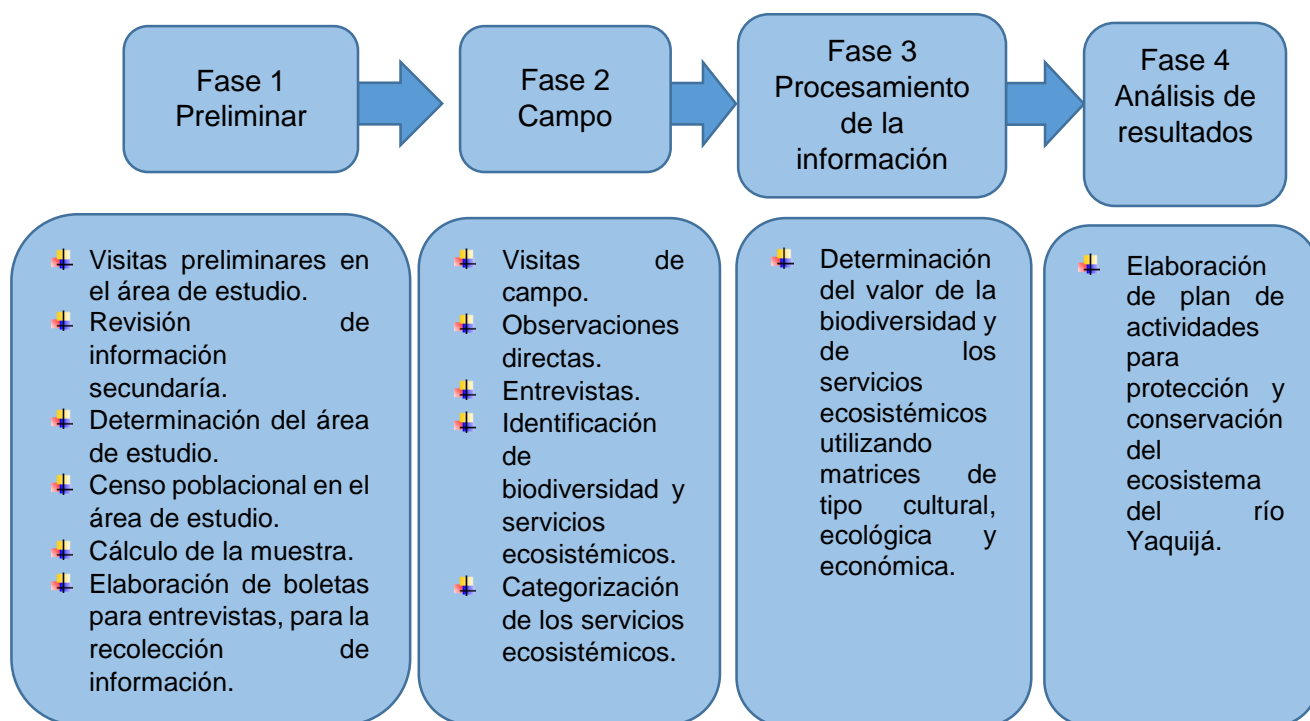 Fase 1
Preliminar
Fase 2
Campo
Fase 3
Procesamiento
de la
información
Fase 4
Análisis de
resultados
Visitas preliminares en
el área de estudio.
Revisión de
información
secundaría.
Determinación del área
de estudio.
Censo poblacional en el
área de estudio.
Cálculo de la muestra.
Elaboración de boletas
para entrevistas, para la
recolección de
información.
Visitas de
campo.
Observaciones
directas.
Entrevistas.
Identificación
de
biodiversidad y
servicios
ecosistémicos.
Categorización
de los servicios
ecosistémicos.
Determinación
del valor de la
biodiversidad y
de los
servicios
ecosistémicos
utilizando
matrices de
tipo cultural,
ecológica y
económica.
Elaboración
de plan de
actividades
para
protección y
conservación
del
ecosistema
del río
Yaquijá.